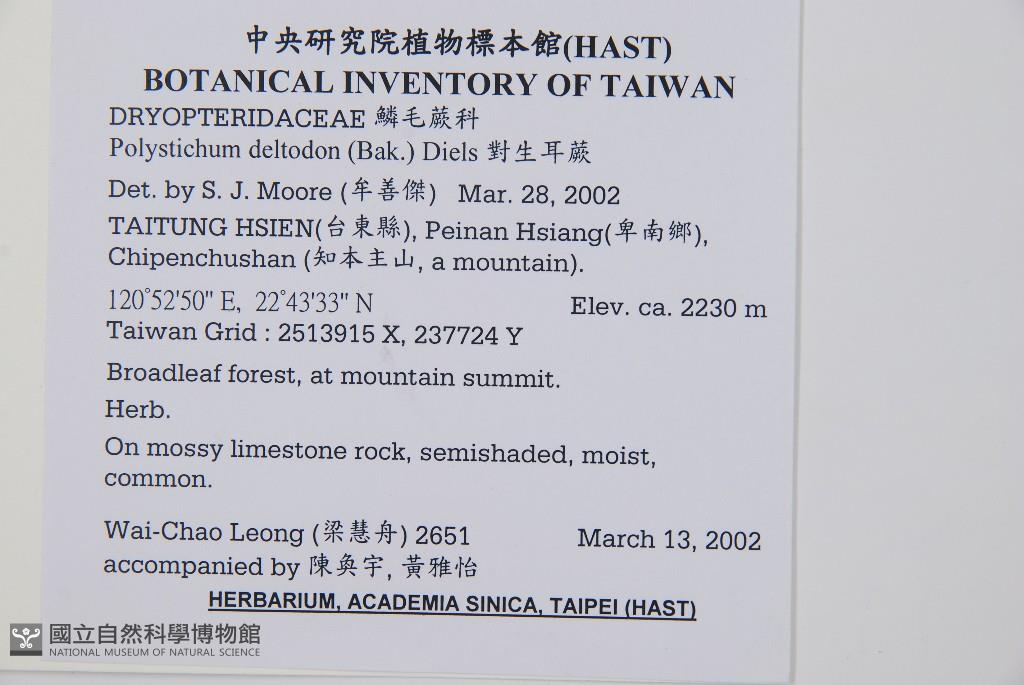 中央研究院植物標本館(HAST)
BOTANICAL INVENTORY OF TAIWAN
DRYOPTERIDACEAE 鱗毛蕨科
Polystichum deltodon (Bak.) Diels 對生耳蕨
Det. by S. J. Moore (牟善傑) Mar. 28, 2002
TAITUNG HSIEN(台東縣), Peinan Hsiang(卑南鄉),
Chipenchushan (知本主山, a mountain).
120°52'50" E, 22°43'33" N Elev. ca. 2230 m
Taiwan Grid : 2513915 X, 237724 Y
Broadleaf forest, at mountain summit.
Herb.
On mossy limestone rock, semishaded, moist,
common.
Wai-Chao Leong (梁慧舟) 2651 March 13, 2002
accompanied by 陳奐宇, 黃雅怡
HERBARIUM, ACADEMIA SINICA, TAIPEI (HAST)
國立自然科學博物館
NATIONAL MUSEUM OF NATURAL SCIENCE